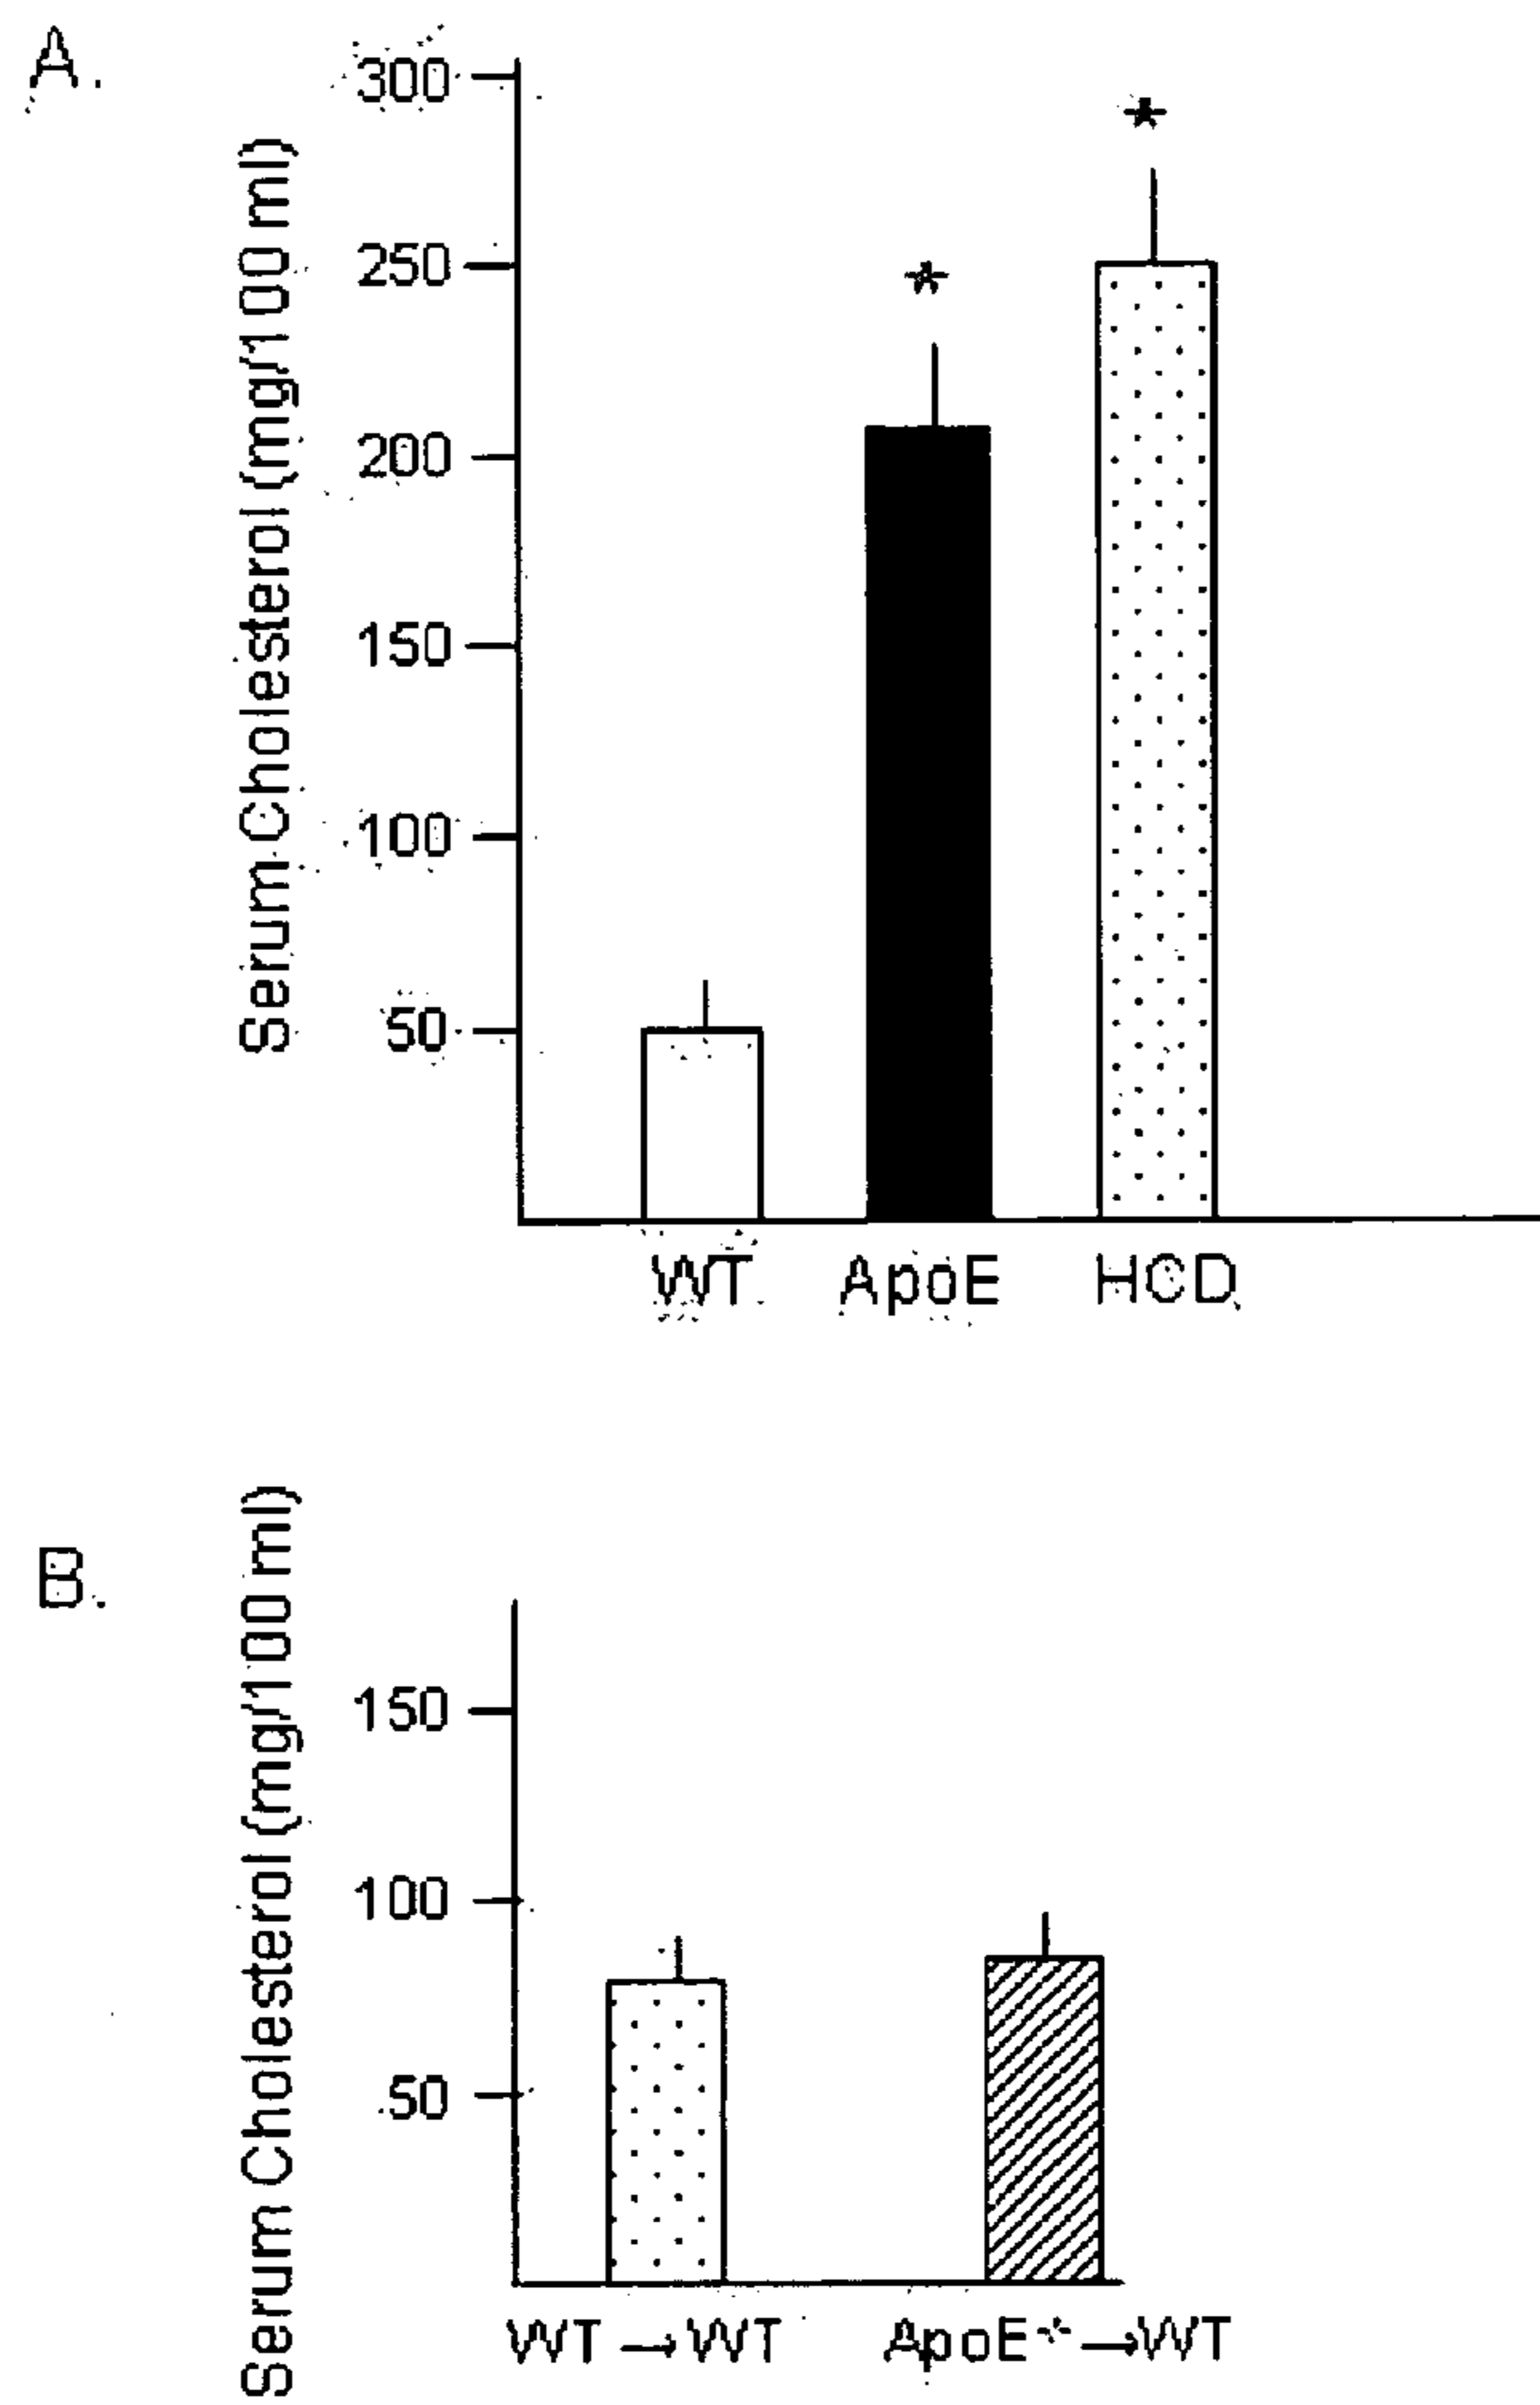 A.
Serum Cholesterol (mg/100 ml)
300
250
200
150
100
50
*
*
WT ApoE HCD
B.
Serum Cholesterol (mg/100 ml)
150
100
50
WT→WT ApoE*→WT